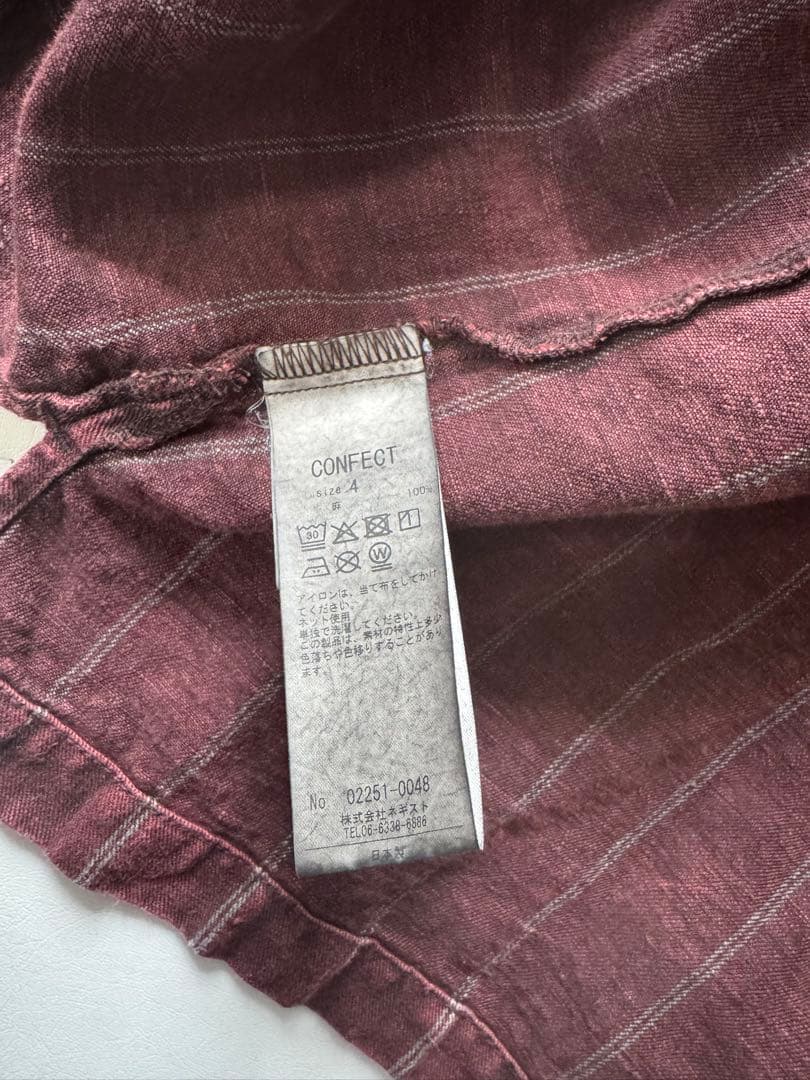 CONFECT
size 4
麻 100%
30
W
アイロンは、当て布をしてかけ
てください。
ネット使用
単独で洗濯してください。
この製品は、素材の特性上多少
色落ちや色移りすることがあり
ます。
No 02251-0048
株式会社ネギスト
TEL06-6338-6886
日本製